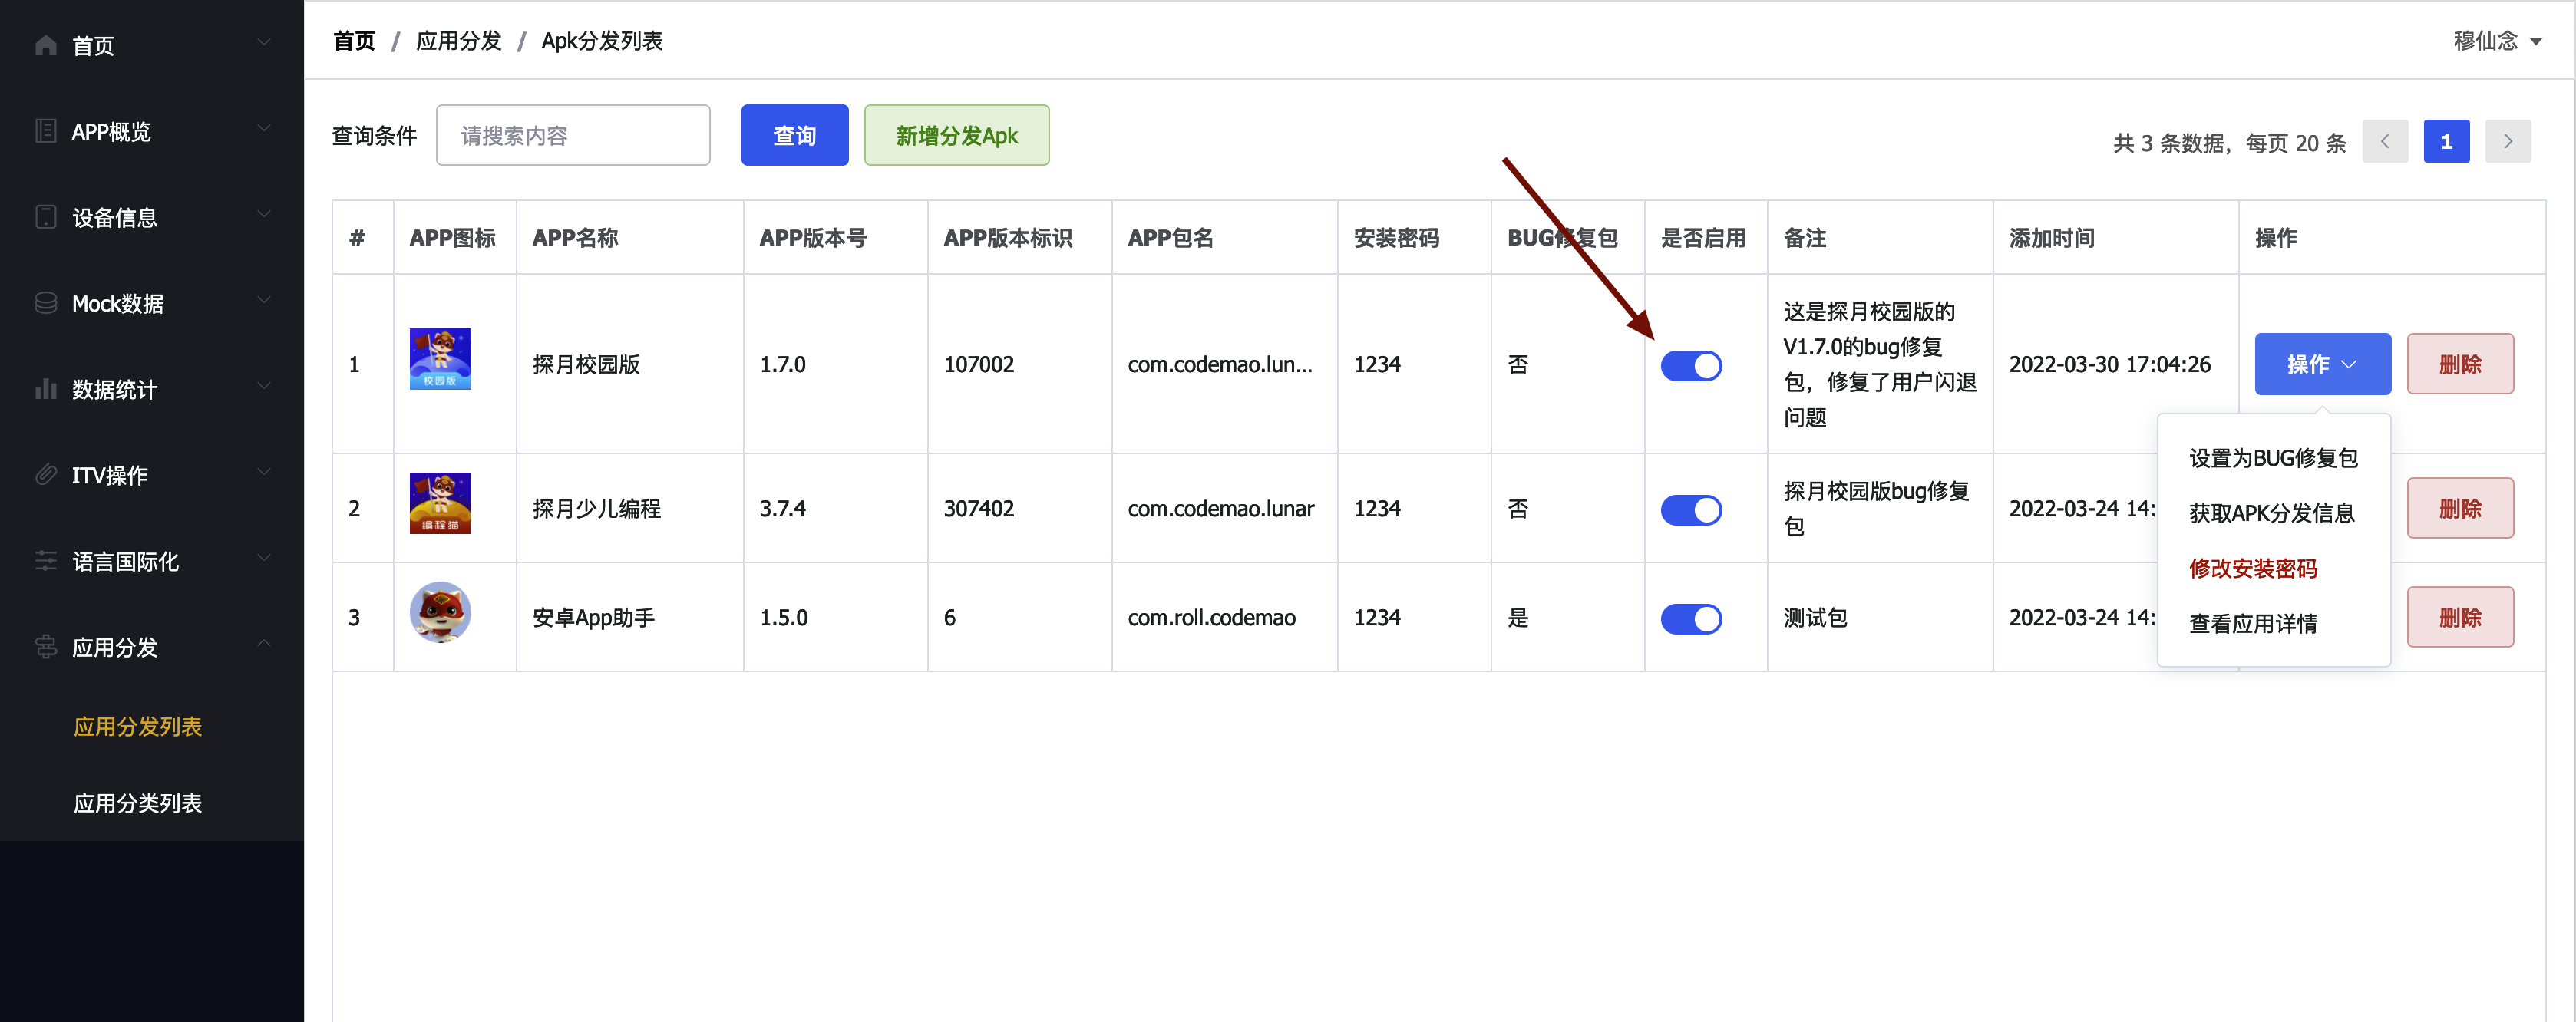 首页
APP概览
设备信息
Mock数据
数据统计
ITV操作
语言国际化
应用分发
应用分发列表
应用分类列表
首页 / 应用分发 / Apk分发列表
穆仙念
查询条件 请搜索内容 查询 新增分发Apk
共 3 条数据，每页 20 条 1
# APP图标 APP名称 APP版本号 APP版本标识 APP包名 安装密码 BUG修复包 是否启用 备注 添加时间 操作
1 校园版 探月校园版 1.7.0 107002 com.codemao.lun... 1234 否
这是探月校园版的
V1.7.0的bug修复
包，修复了用户闪退
问题
2022-03-30 17:04:26 操作 删除
2 编程猫 探月少儿编程 3.7.4 307402 com.codemao.lunar 1234 否
探月校园版bug修复
包
2022-03-24 14: 删除
3 安卓App助手 1.5.0 6 com.roll.codemao 1234 是 测试包 2022-03-24 14: 删除
设置为BUG修复包
获取APK分发信息
修改安装密码
查看应用详情